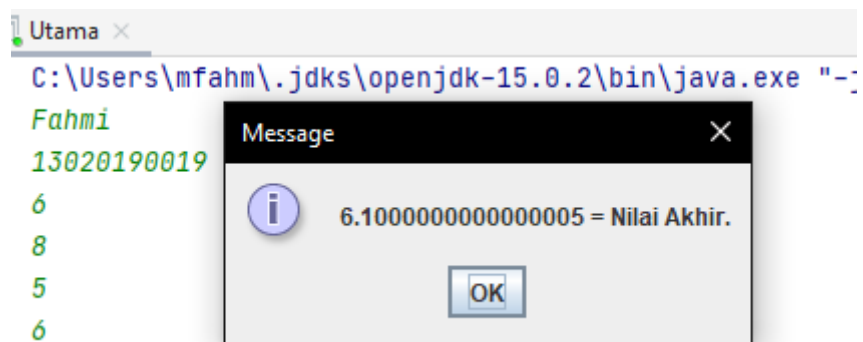 Utama
C:\Users\mfahm\.jdks\openjdk-15.0.2\bin\java.exe "-j
Fahmi
13020190019
6
8
5
6
Message
6.1000000000000005 = Nilai Akhir.
OK